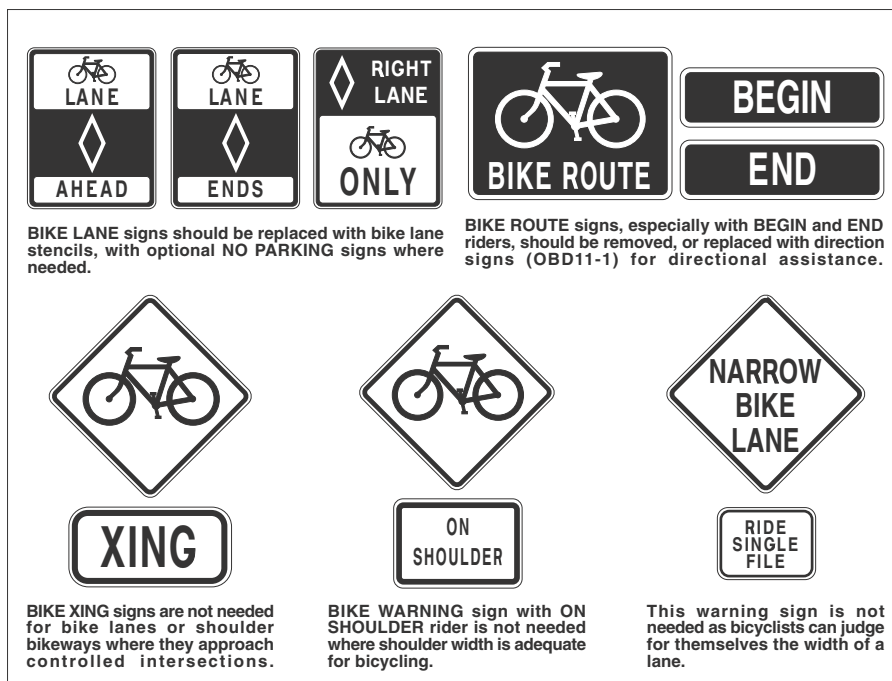 LANE
AHEAD
LANE
ENDS
RIGHT
LANE
ONLY
BIKE ROUTE
BEGIN
END
BIKE LANE signs should be replaced with bike lane
stencils, with optional NO PARKING signs where
needed.
BIKE ROUTE signs, especially with BEGIN and END
riders, should be removed, or replaced with direction
signs (OBD11-1) for directional assistance.
XING
BIKE XING signs are not needed
for bike lanes or shoulder
bikeways where they approach
controlled intersections.
ON
SHOULDER
BIKE WARNING sign with ON
SHOULDER rider is not needed
where shoulder width is adequate
for bicycling.
NARROW
BIKE
LANE
RIDE
SINGLE
FILE
This warning sign is not
needed as bicyclists can judge
for themselves the width of a
lane.